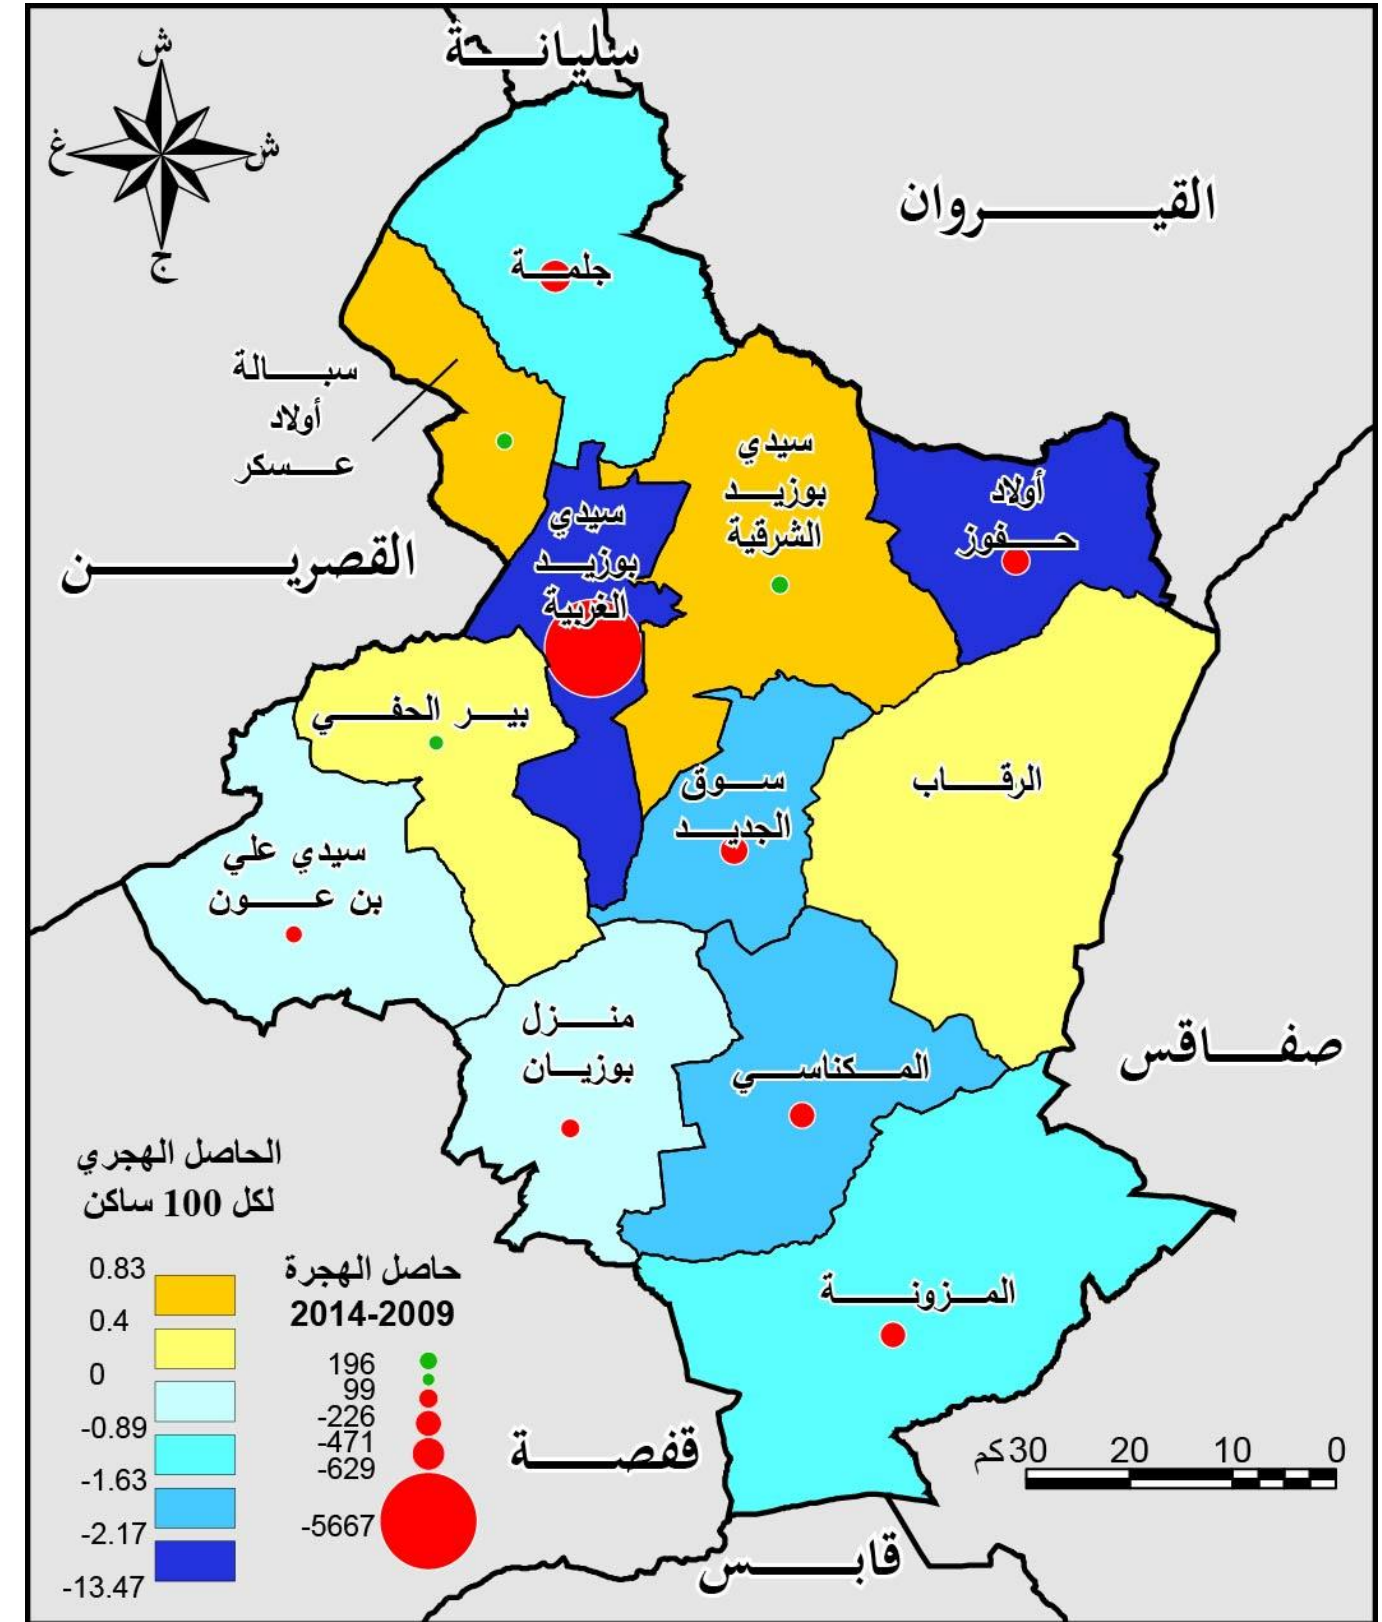 سليانة
ش
غ
ش
ج
القيروان
جلمة
سبالة
أولاد
عسكر
سيدي
بوزيد
الشرقية
أولاد
حفوز
سيدي
بوزيد
الغربية
القصرين
بير الحفي
سوق
الجديد
الرقاب
سيدي علي
بن عون
منزل
بوزيان
المكناسي
صفاقس
المزونة
قفصة
قابس
الحاصل الهجري
لكل 100 ساكن
0.83
0.4
0
-0.89
-1.63
-2.17
-13.47
حاصل الهجرة
2014-2009
196
99
-226
-471
-629
-5667
كم 30 20 10 0